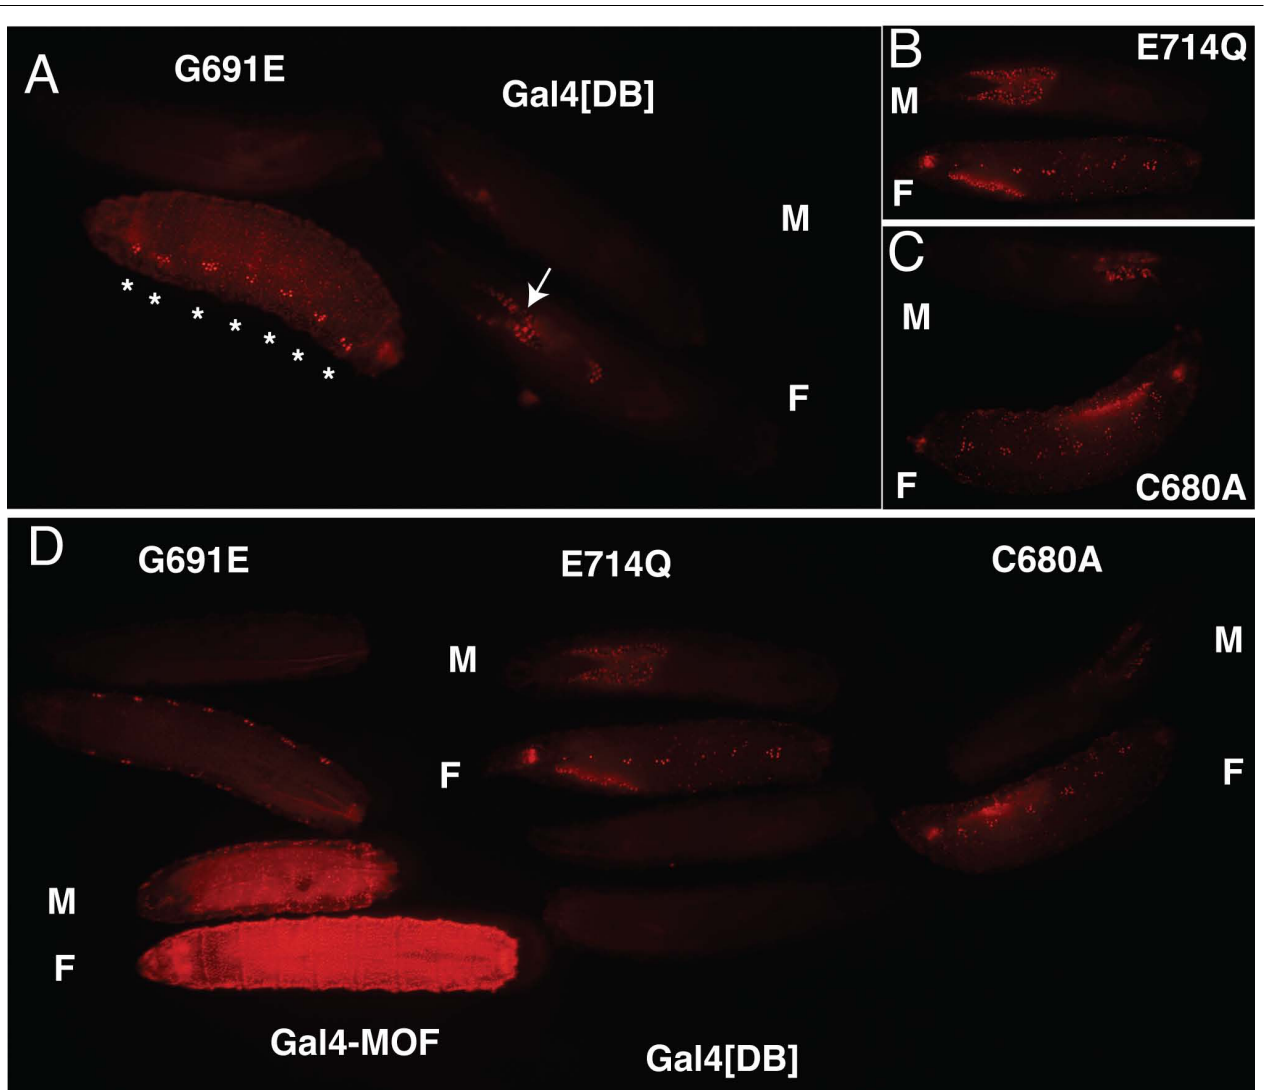 A
G691E
Gal4[DB]
M
F
* * * * * * *
B
E714Q
M
F
C
M
F
C680A
D
G691E
E714Q
C680A
M
M
F
F
M
F
Gal4-MOF
Gal4[DB]